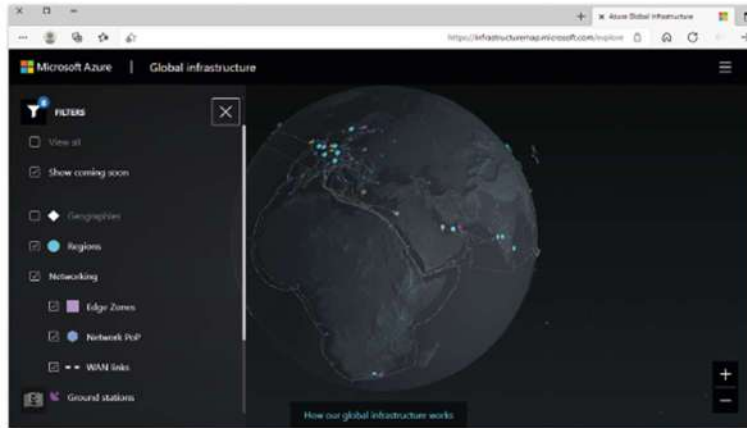 Azure Global Infrastructure
https://infrastructuremap.microsoft.com/explore
Microsoft Azure | Global infrastructure
FILTERS
View all
Show coming soon
Geographies
Regions
Networking
Edge Zones
Network PoP
WAN links
Ground stations
How our global infrastructure works